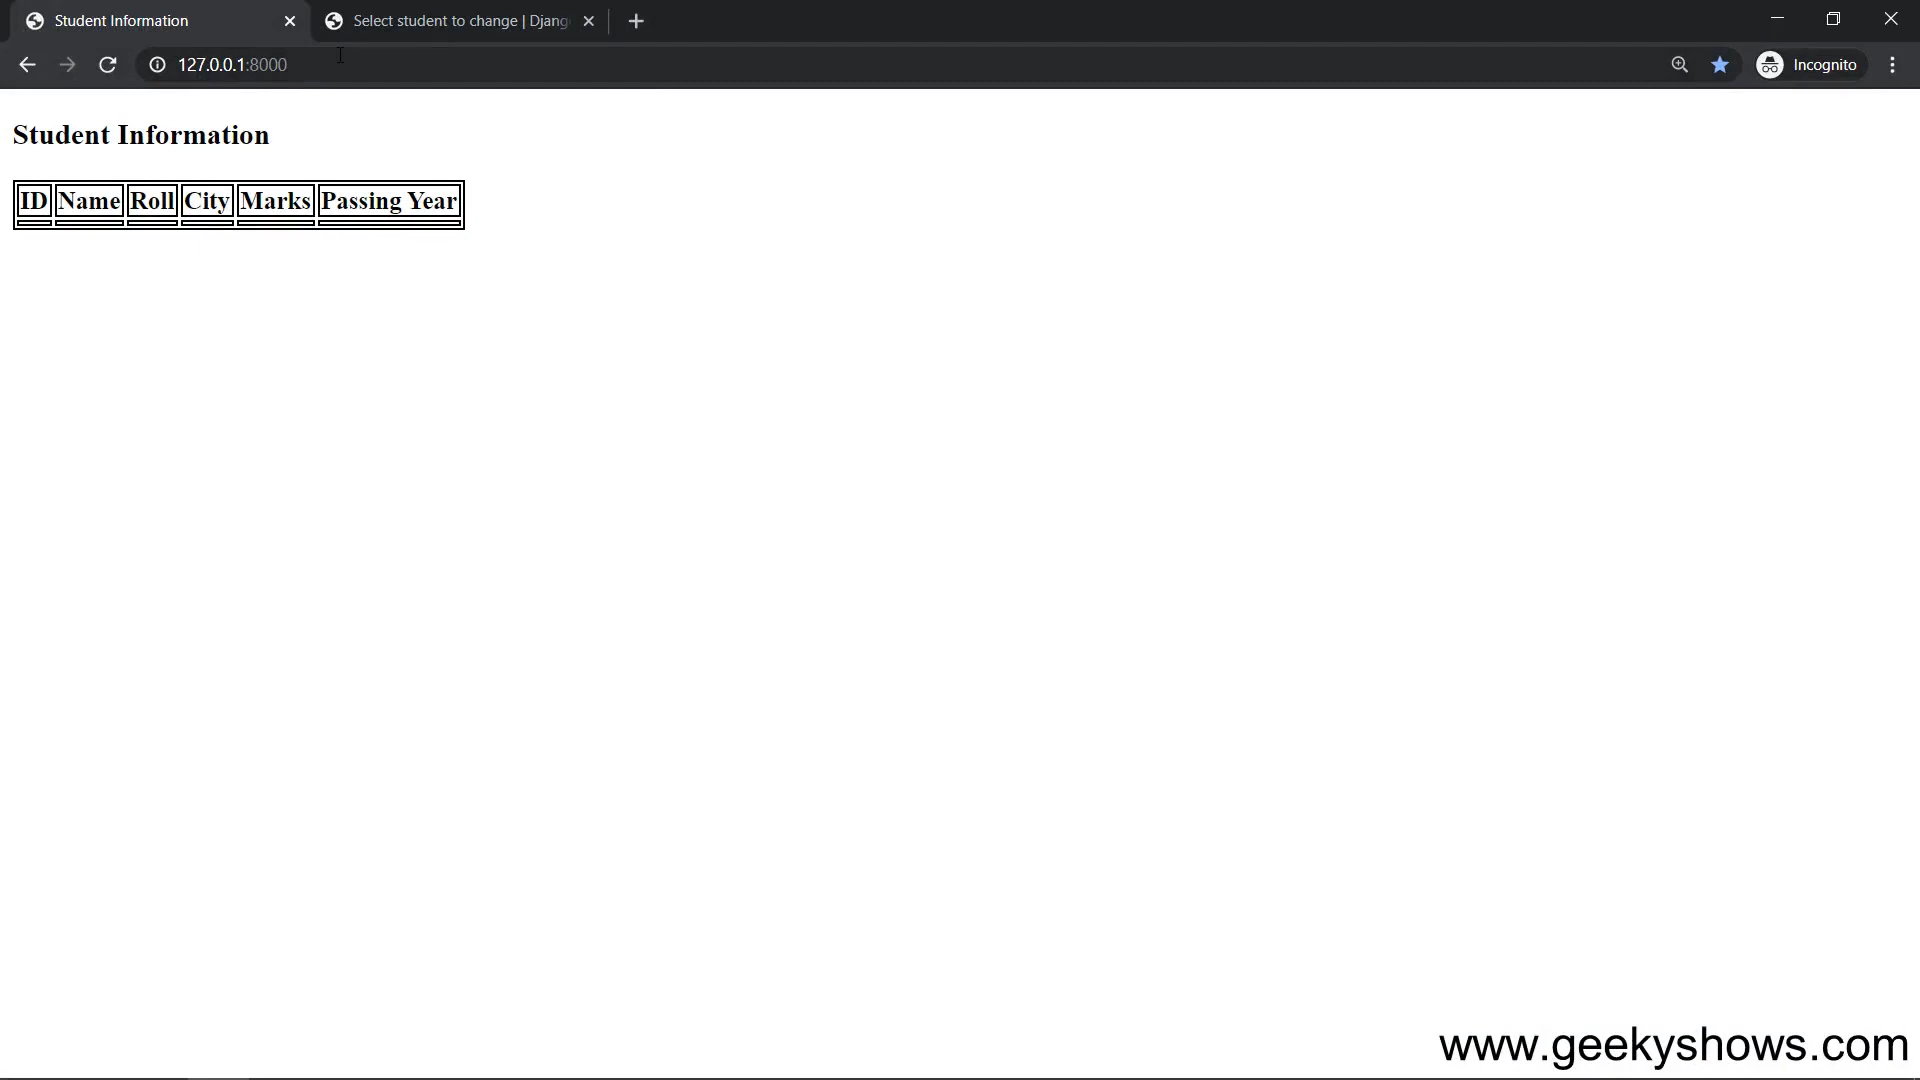 Student Information
Select student to change | Djang
127.0.0.1:8000
Incognito
Student Information
ID Name Roll City Marks Passing Year
www.geekyshows.com